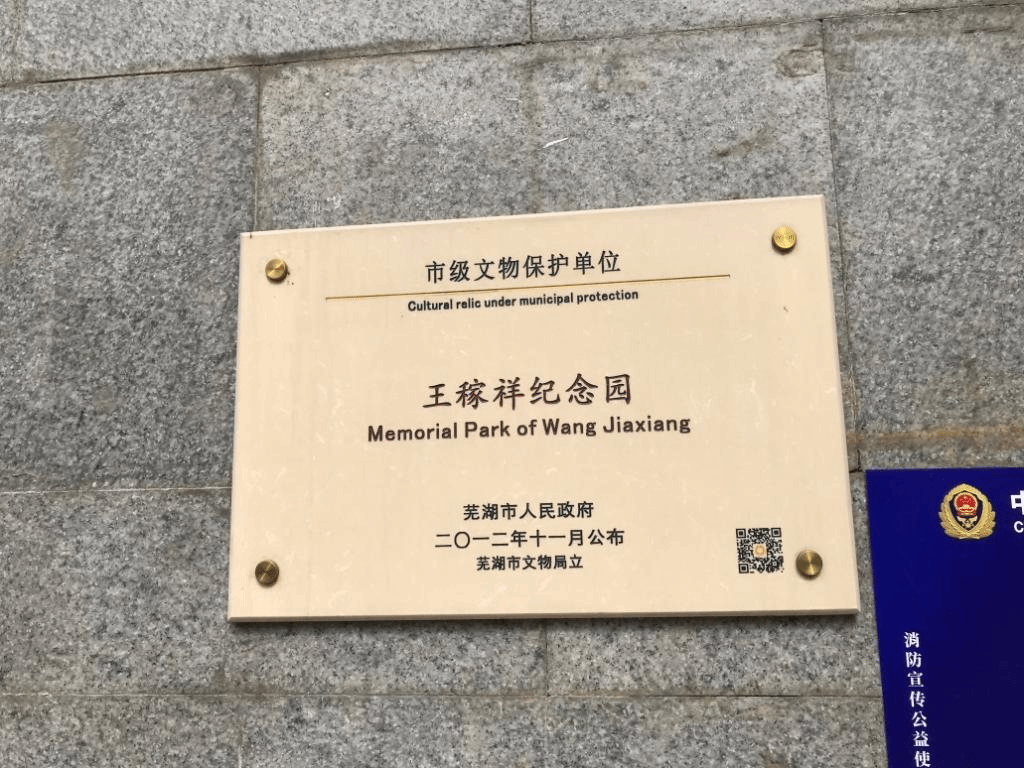 市级文物保护单位
Cultural relic under municipal protection
王稼祥纪念园
Memorial Park of Wang Jiaxiang
芜湖市人民政府
二〇一二年十一月公布
芜湖市文物局立
中
C
消防宣传公益使